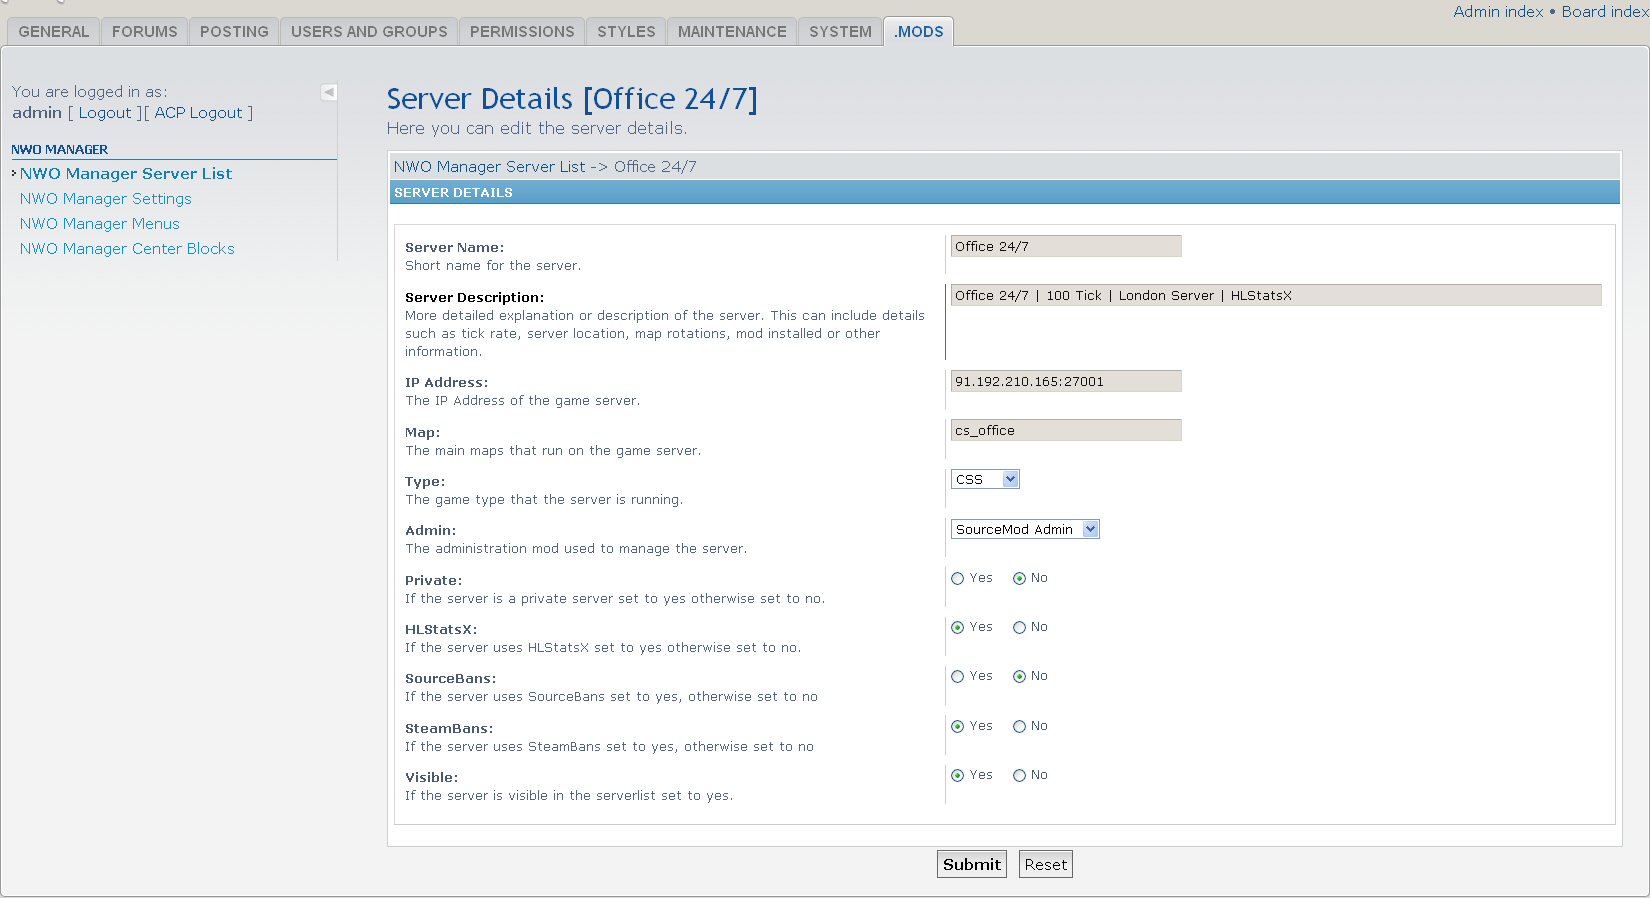 Admin index • Board index
GENERAL FORUMS POSTING USERS AND GROUPS PERMISSIONS STYLES MAINTENANCE SYSTEM .MODS
You are logged in as:
admin [ Logout ][ ACP Logout ]
NWO MANAGER
NWO Manager Server List
NWO Manager Settings
NWO Manager Menus
NWO Manager Center Blocks
Server Details [Office 24/7]
Here you can edit the server details.
NWO Manager Server List -> Office 24/7
SERVER DETAILS
Server Name: Office 24/7
Short name for the server.
Server Description: Office 24/7 | 100 Tick | London Server | HLStatsX
More detailed explanation or description of the server. This can include details
such as tick rate, server location, map rotations, mod installed or other
information.
IP Address: 91.192.210.165:27001
The IP Address of the game server.
Map: cs_office
The main maps that run on the game server.
Type: CSS
The game type that the server is running.
Admin: SourceMod Admin
The administration mod used to manage the server.
Private: Yes No
If the server is a private server set to yes otherwise set to no.
HLStatsX: Yes No
If the server uses HLStatsX set to yes otherwise set to no.
SourceBans: Yes No
If the server uses SourceBans set to yes, otherwise set to no
SteamBans: Yes No
If the server uses SteamBans set to yes, otherwise set to no
Visible: Yes No
If the server is visible in the serverlist set to yes.
Submit Reset